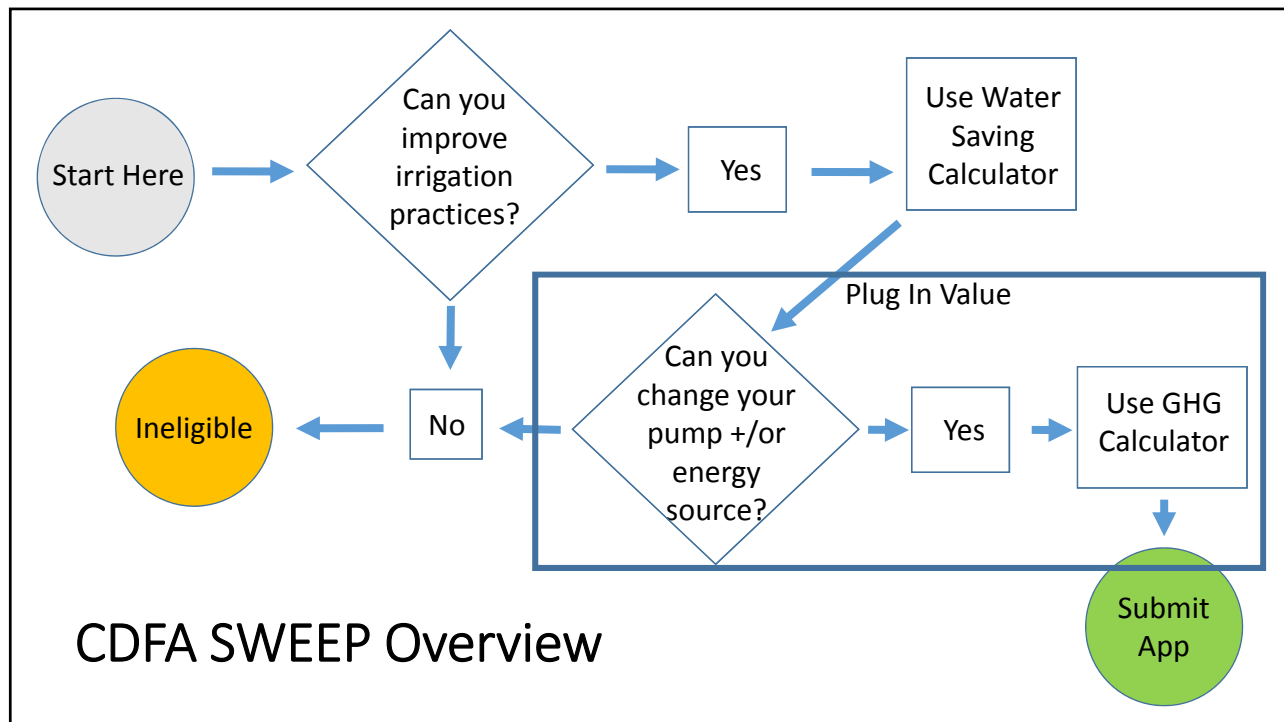 Start Here
Can you
improve
irrigation
practices?
Yes
Use Water
Saving
Calculator
Plug In Value
Can you
change your
pump +/or
energy
source?
Yes
Use GHG
Calculator
No
Ineligible
Submit
App
CDFA SWEEP Overview